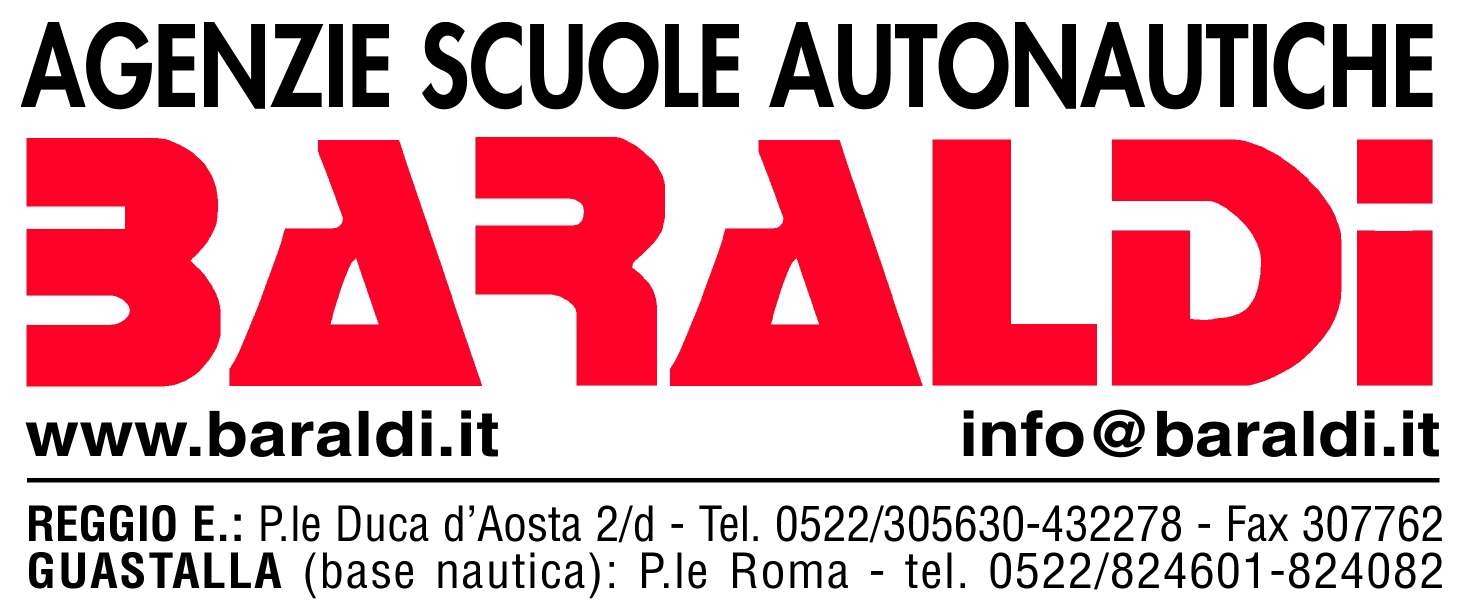 AGENZIE SCUOLE AUTONAUTICHE
BARALDi
www.baraldi.it info@baraldi.it
REGGIO E.: P.le Duca d’Aosta 2/d - Tel. 0522/305630-432278 - Fax 307762
GUASTALLA (base nautica): P.le Roma - tel. 0522/824601-824082